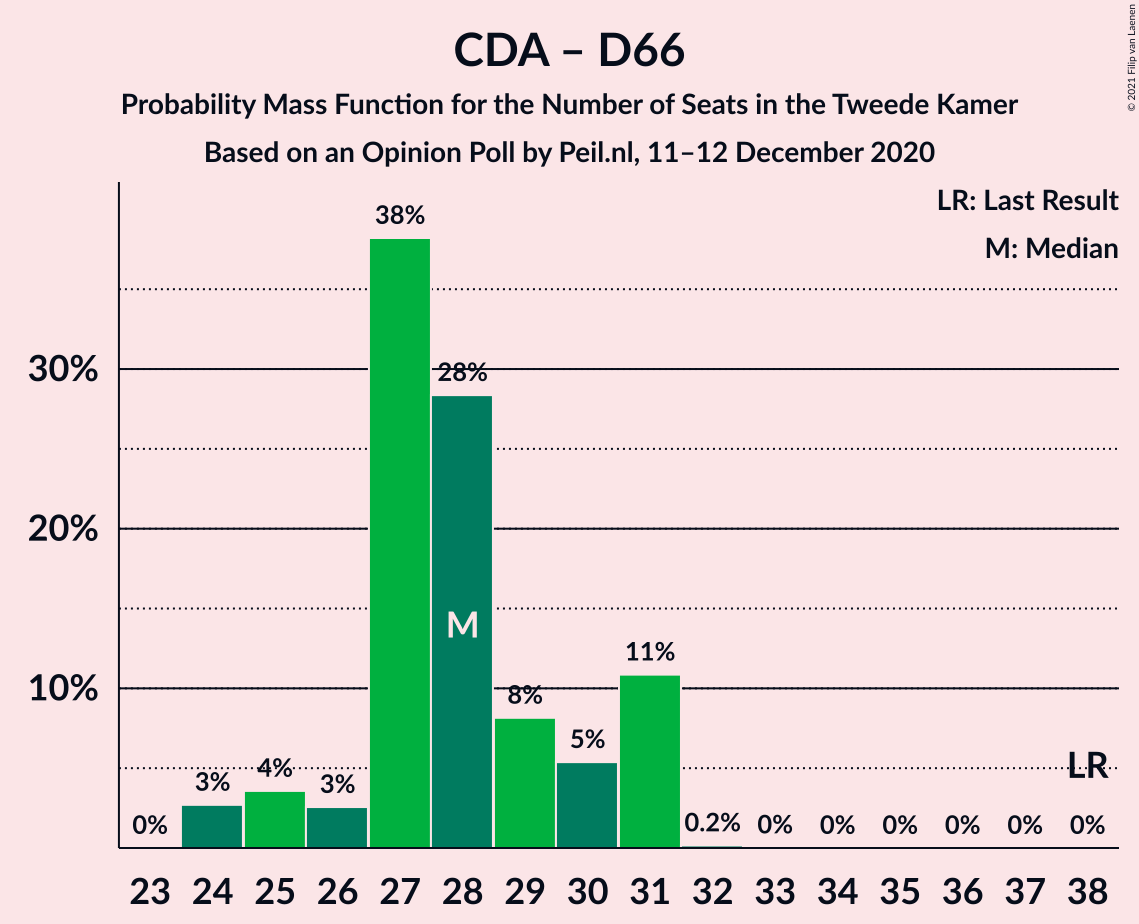 © 2021 Filip van Laenen
CDA – D66
Probability Mass Function for the Number of Seats in the Tweede Kamer
Based on an Opinion Poll by Peil.nl, 11–12 December 2020
LR: Last Result
M: Median
38%
30%
28%
20%
M
11%
10%
8%
5%
LR
3%
4%
3%
0%
0.2%
0%
0%
0%
0%
0%
0%
23 24 25 26 27 28 29 30 31 32 33 34 35 36 37 38